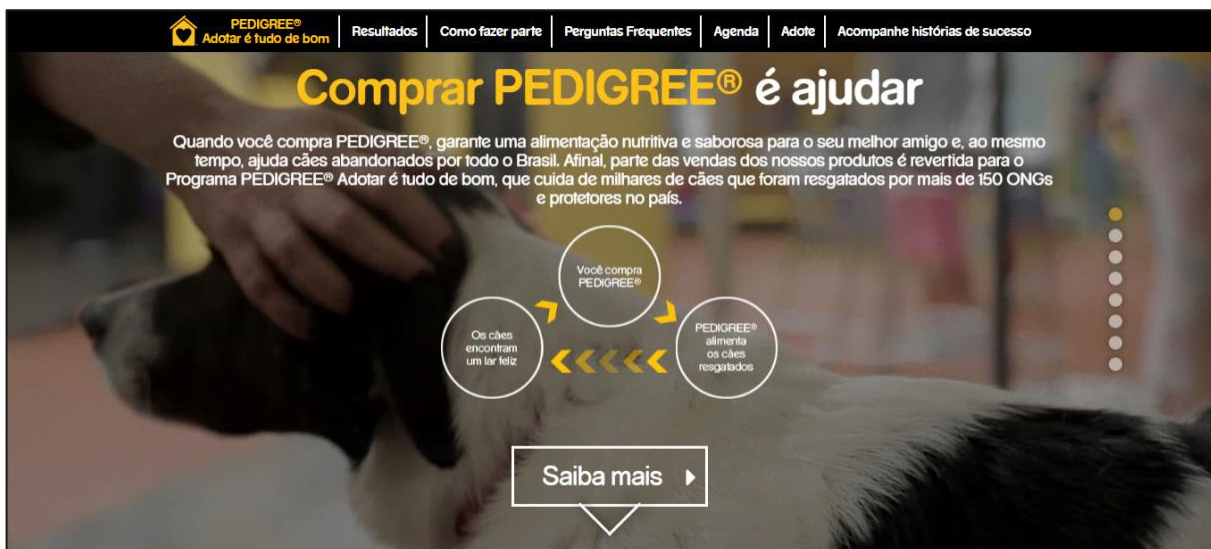 PEDIGREE®
Adotar é tudo de bom
Resultados
Como fazer parte
Perguntas Frequentes
Agenda
Adote
Acompanhe histórias de sucesso
Comprar PEDIGREE® é ajudar
Quando você compra PEDIGREE®, garante uma alimentação nutritiva e saborosa para o seu melhor amigo e, ao mesmo
tempo, ajuda cães abandonados por todo o Brasil. Afinal, parte das vendas dos nossos produtos é revertida para o
Programa PEDIGREE® Adotar é tudo de bom, que cuida de milhares de cães que foram resgatados por mais de 150 ONGs
e protetores no país.
Você compra
PEDIGREE®
PEDIGREE®
alimenta
os cães
resgatados
Os cães
encontram
um lar feliz
Saiba mais